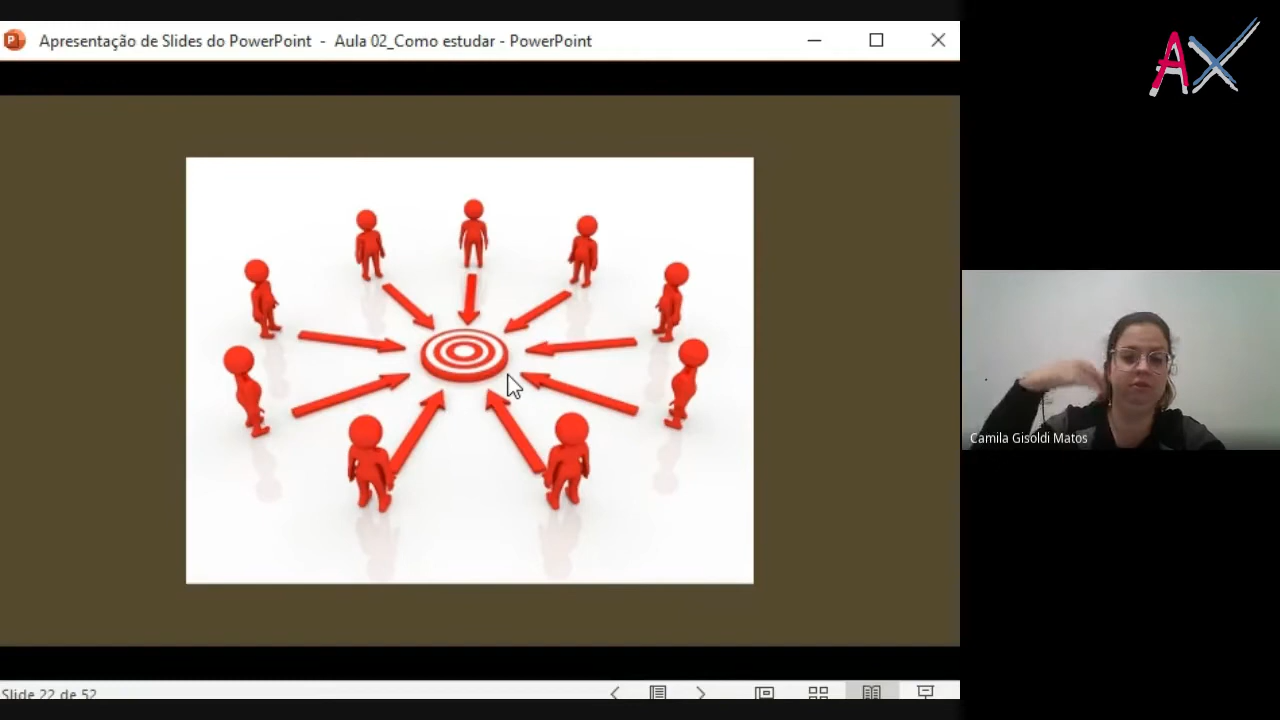 Apresentação de Slides do PowerPoint - Aula 02_Como estudar - PowerPoint
AX
Camila Gisoldi Matos
Slide 22 de 52